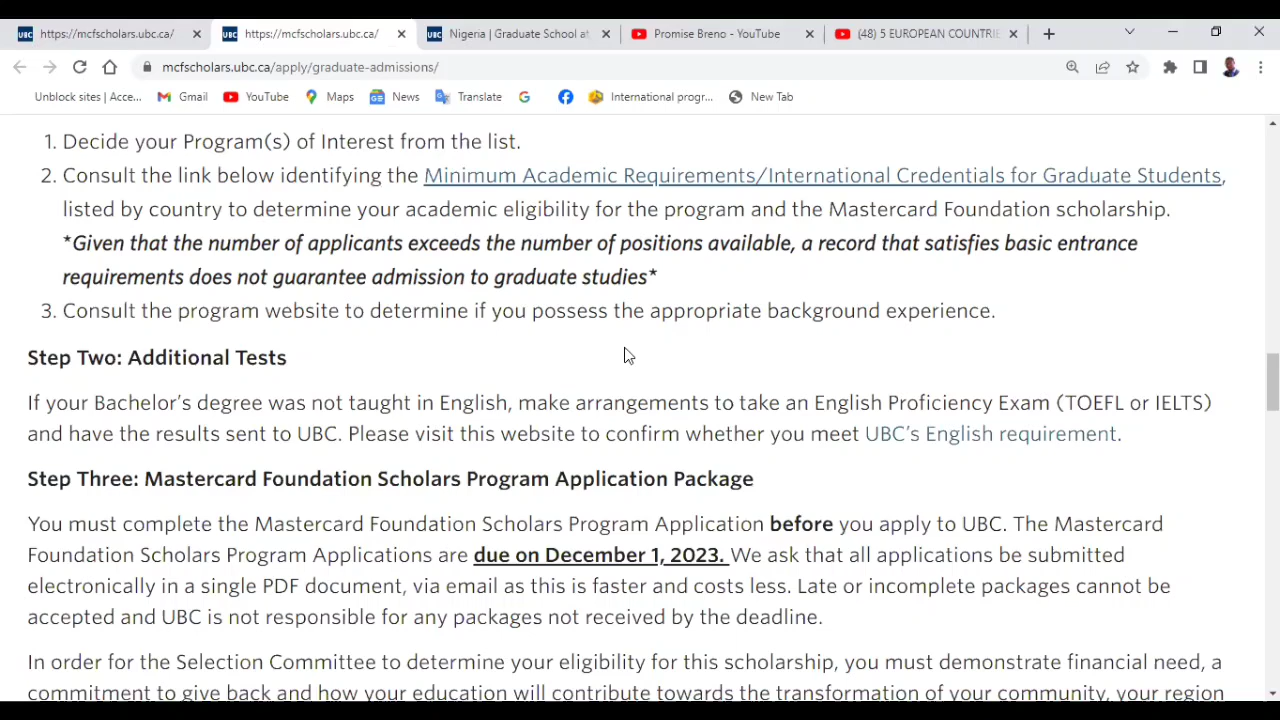 UBC https://mcfscholars.ubc.ca/ UBC https://mcfscholars.ubc.ca/ UBC Nigeria | Graduate School at Promise Breno - YouTube (48) 5 EUROPEAN COUNTRIE
mcfscholars.ubc.ca/apply/graduate-admissions/
Unblock sites | Acce... Gmail YouTube Maps News Translate International progr... New Tab
1. Decide your Program(s) of Interest from the list.
2. Consult the link below identifying the Minimum Academic Requirements/International Credentials for Graduate Students,
listed by country to determine your academic eligibility for the program and the Mastercard Foundation scholarship.
*Given that the number of applicants exceeds the number of positions available, a record that satisfies basic entrance
requirements does not guarantee admission to graduate studies*
3. Consult the program website to determine if you possess the appropriate background experience.
Step Two: Additional Tests
If your Bachelor's degree was not taught in English, make arrangements to take an English Proficiency Exam (TOEFL or IELTS)
and have the results sent to UBC. Please visit this website to confirm whether you meet UBC's English requirement.
Step Three: Mastercard Foundation Scholars Program Application Package
You must complete the Mastercard Foundation Scholars Program Application before you apply to UBC. The Mastercard
Foundation Scholars Program Applications are due on December 1, 2023. We ask that all applications be submitted
electronically in a single PDF document, via email as this is faster and costs less. Late or incomplete packages cannot be
accepted and UBC is not responsible for any packages not received by the deadline.
In order for the Selection Committee to determine your eligibility for this scholarship, you must demonstrate financial need, a
commitment to give back and how your education will contribute towards the transformation of your community, your region